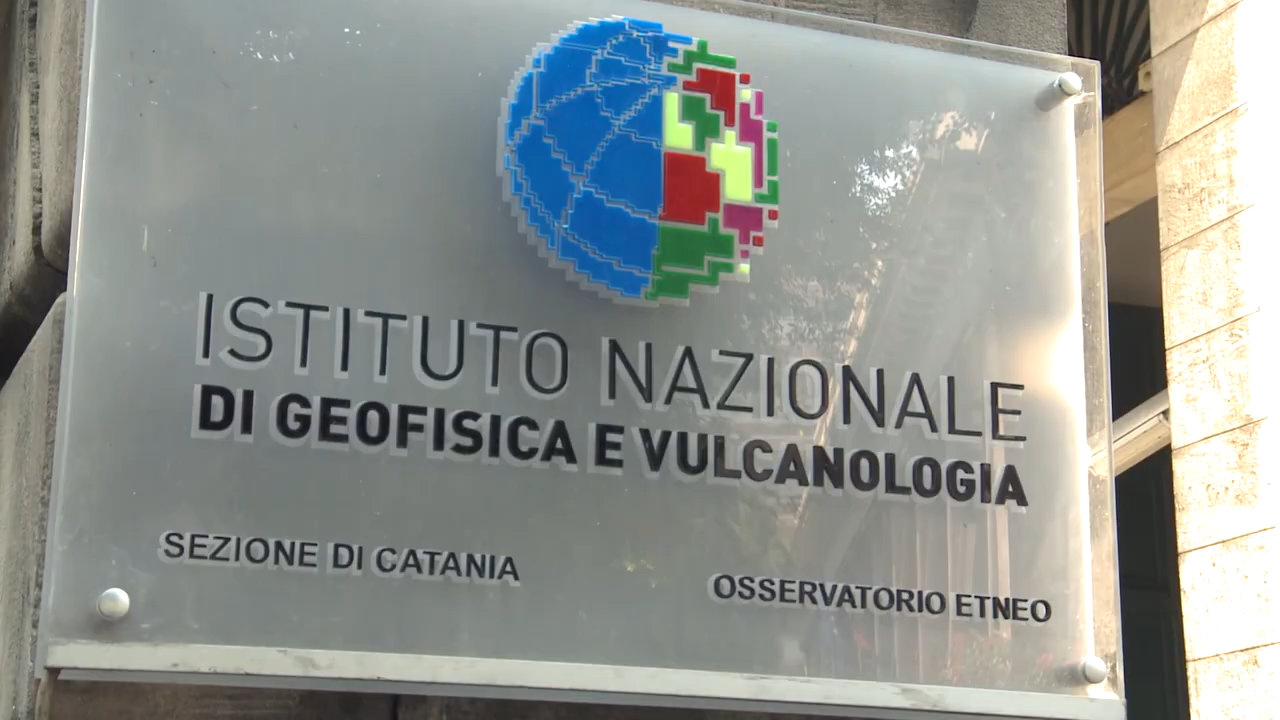 ISTITUTO NAZIONALE
DI GEOFISICA E VULCANOLOGIA
SEZIONE DI CATANIA
OSSERVATORIO ETNEO